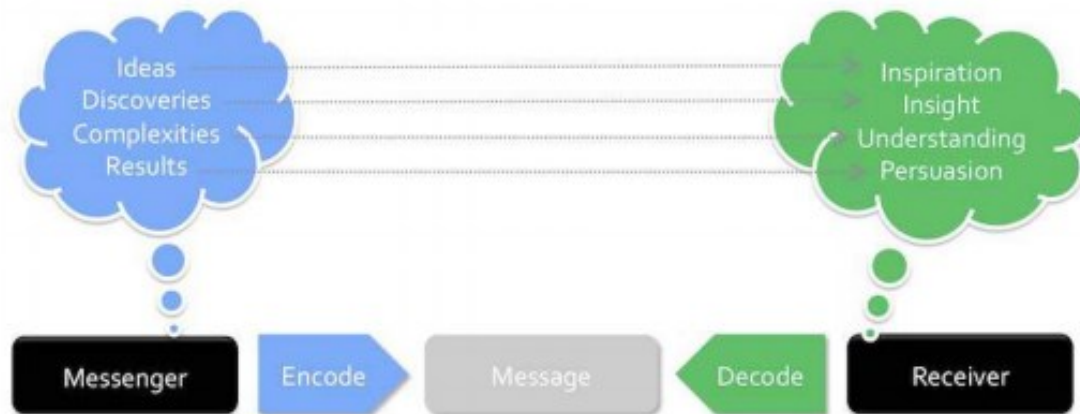 Ideas
Discoveries
Complexities
Results
Inspiration
Insight
Understanding
Persuasion
Messenger
Encode
Message
Decode
Receiver